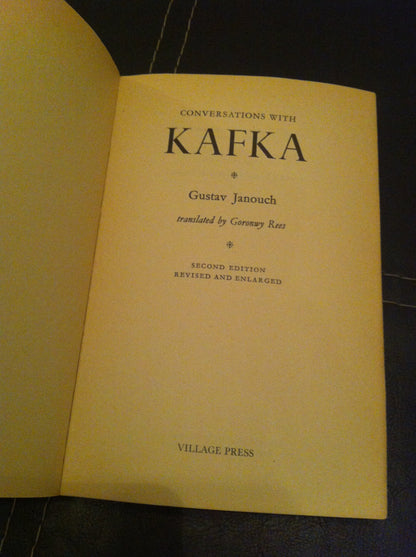 CONVERSATIONS WITH
KAFKA
Gustav Janouch
translated by Goronwy Rees
SECOND EDITION
REVISED AND ENLARGED
VILLAGE PRESS